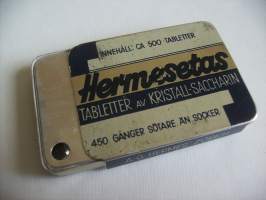 INNEHÅLL: CA 500 TABLETTER
Hermesetas
TABLETTER AV KRISTALL-SACCHARIN
450 GÅNGER SÖTARE ÄN SOCKER